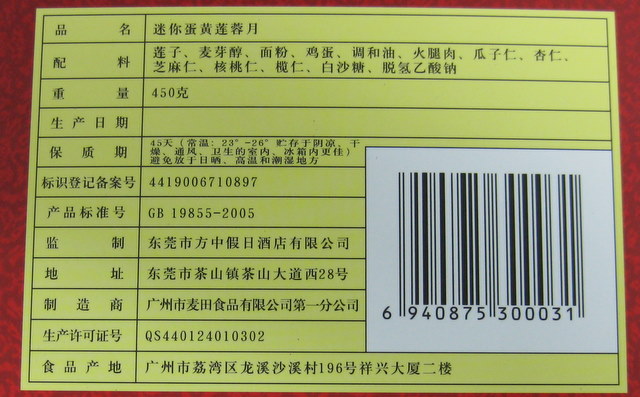 品名 迷你蛋黄莲蓉月
配料 莲子、麦芽醇、面粉、鸡蛋、调和油、火腿肉、瓜子仁、杏仁、
芝麻仁、核桃仁、榄仁、白沙糖、脱氢乙酸钠
重量 450克
生产日期
保质期 45天（常温：23°-26°贮存于阴凉、干
燥、通风、卫生的室内、冰箱内更佳）
避免放于日晒、高温和潮湿地方
标识登记备案号 4419006710897
产品标准号 GB 19855-2005
监制 东莞市方中假日酒店有限公司
地址 东莞市茶山镇茶山大道西28号
制造商 广州市麦田食品有限公司第一分公司
生产许可证号 QS440124010302
食品产地 广州市荔湾区龙溪沙溪村196号祥兴大厦二楼
6 940875 300031